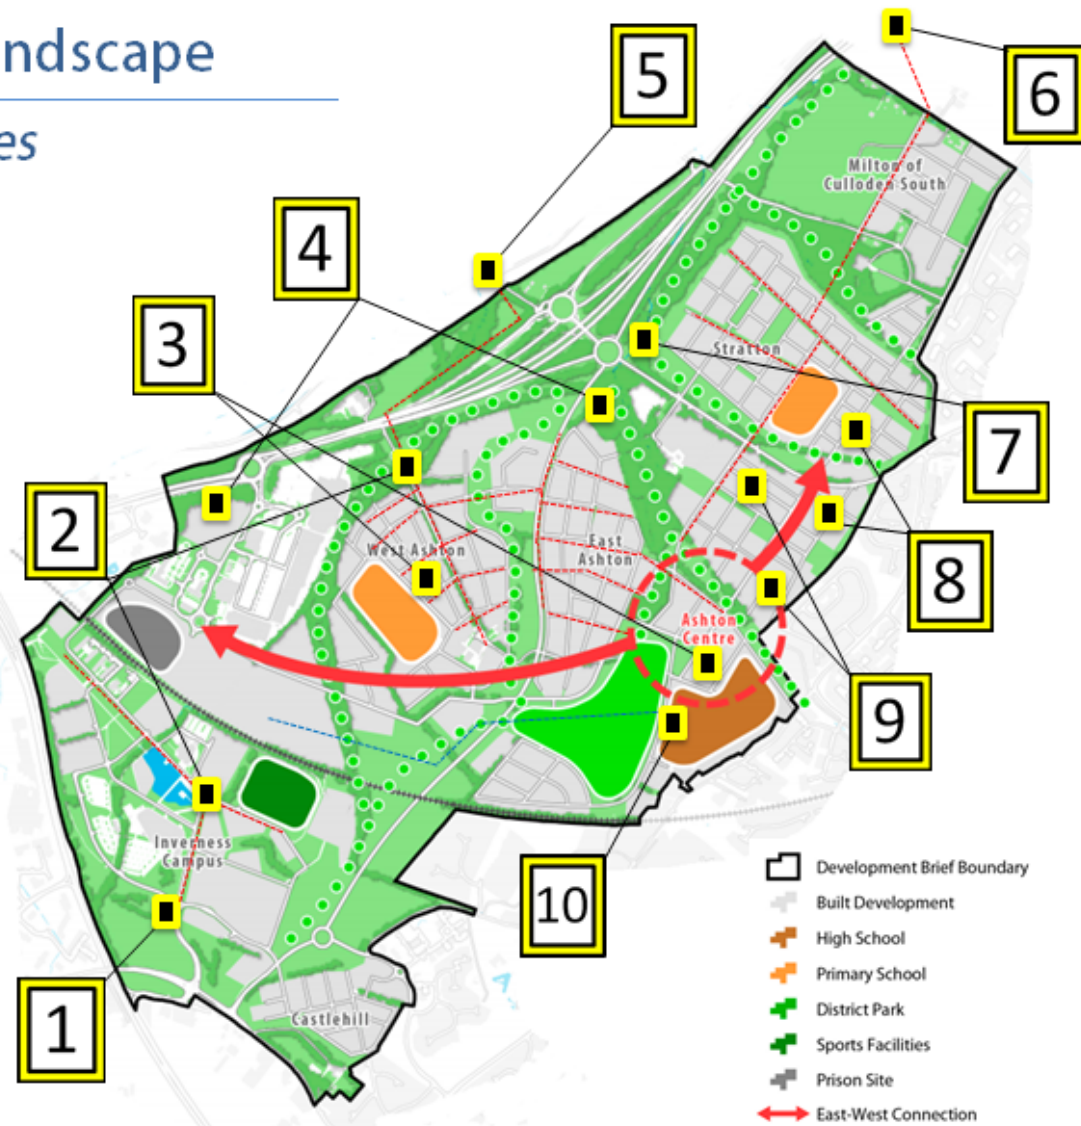 ndscape
es
5
6
4
Milton of
Culloden South
3
Stratton
7
2
West Ashton
East
Ashton
8
Ashton
Centre
9
Inverness
Campus
10
1
Castlehill
Development Brief Boundary
Built Development
High School
Primary School
District Park
Sports Facilities
Prison Site
East-West Connection